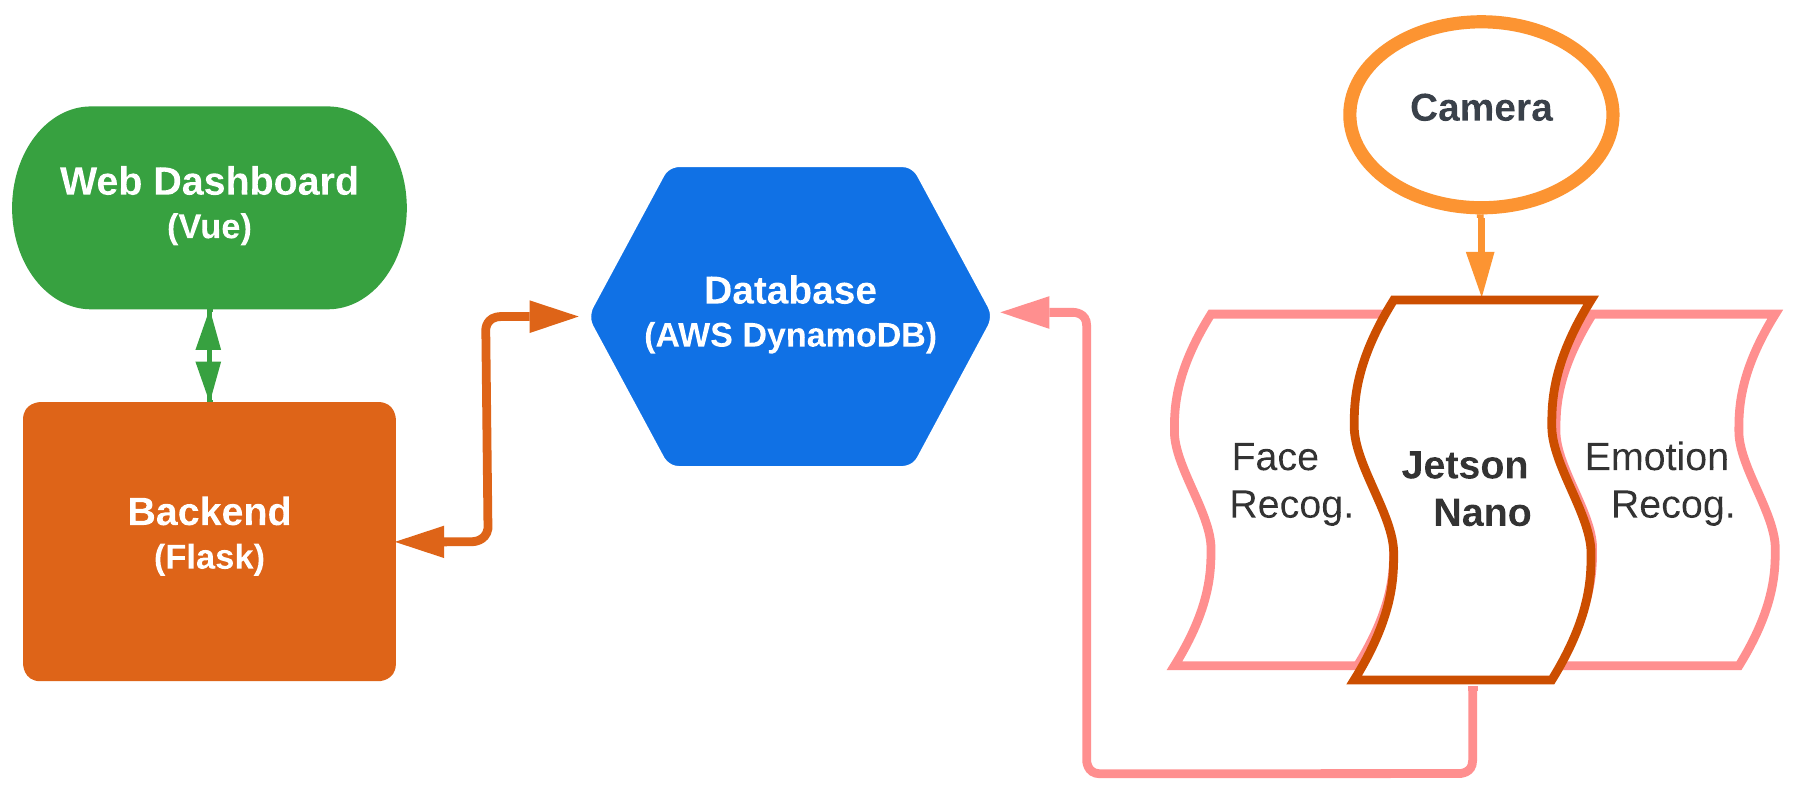 Web Dashboard
(Vue)
Backend
(Flask)
Database
(AWS DynamoDB)
Camera
Face
Recog.
Jetson
Nano
Emotion
Recog.